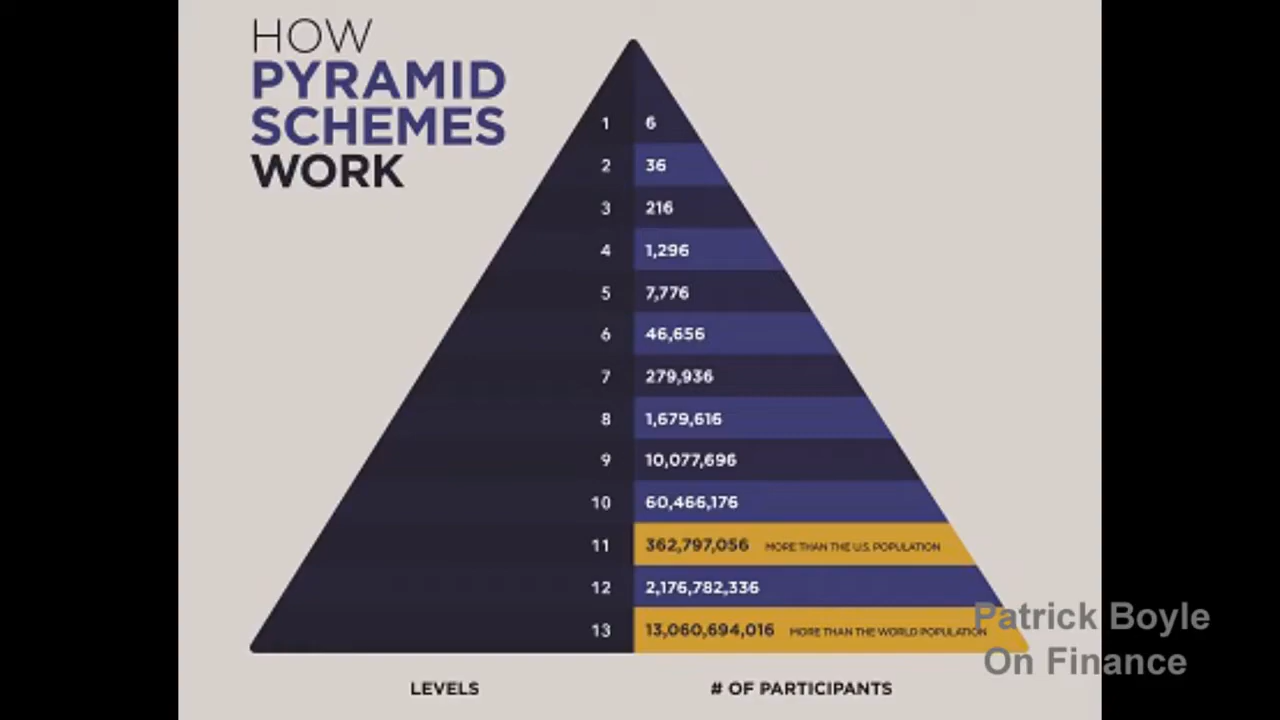 HOW
PYRAMID
SCHEMES
WORK
1 6
2 36
3 216
4 1,296
5 7,776
6 46,656
7 279,936
8 1,679,616
9 10,077,696
10 60,466,176
11 362,797,056 MORE THAN THE U.S. POPULATION
12 2,176,782,336
13 13,060,694,016 MORE THAN THE WORLD POPULATION
Patrick Boyle
On Finance
LEVELS # OF PARTICIPANTS